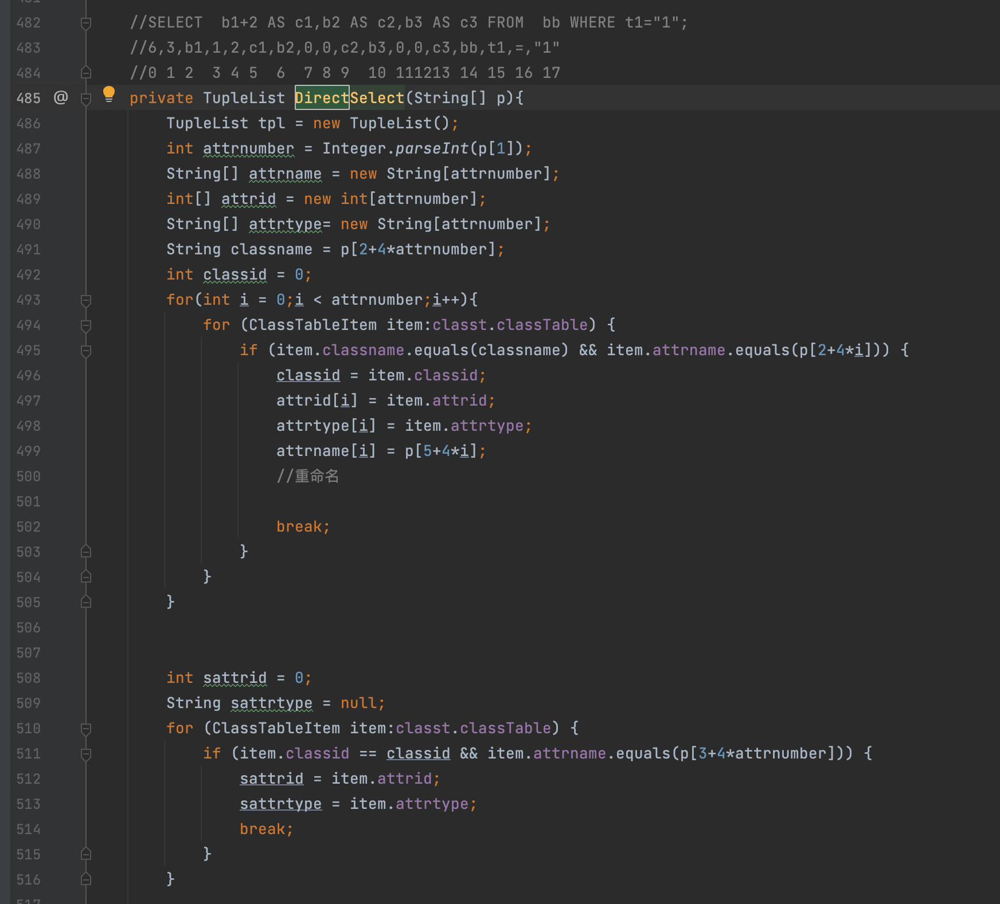 482 //SELECT  b1+2 AS c1,b2 AS c2,b3 AS c3 FROM  bb WHERE t1="1";
483 //6,3,b1,1,2,c1,b2,0,0,c2,b3,0,0,c3,bb,t1,=,"1"
484 //0 1 2  3 4 5  6  7 8 9  10 111213 14 15 16 17
485 @ private TupleList DirectSelect(String[] p){
486     TupleList tpl = new TupleList();
487     int attrnumber = Integer.parseInt(p[1]);
488     String[] attrname = new String[attrnumber];
489     int[] attrid = new int[attrnumber];
490     String[] attrtype= new String[attrnumber];
491     String classname = p[2+4*attrnumber];
492     int classid = 0;
493     for(int i = 0;i < attrnumber;i++){
494         for (ClassTableItem item:classt.classTable) {
495             if (item.classname.equals(classname) && item.attrname.equals(p[2+4*i])) {
496                 classid = item.classid;
497                 attrid[i] = item.attrid;
498                 attrtype[i] = item.attrtype;
499                 attrname[i] = p[5+4*i];
500                 //重命名
501
502                 break;
503             }
504         }
505     }
506
507
508     int sattrid = 0;
509     String sattrtype = null;
510     for (ClassTableItem item:classt.classTable) {
511         if (item.classid == classid && item.attrname.equals(p[3+4*attrnumber])) {
512             sattrid = item.attrid;
513             sattrtype = item.attrtype;
514             break;
515         }
516     }